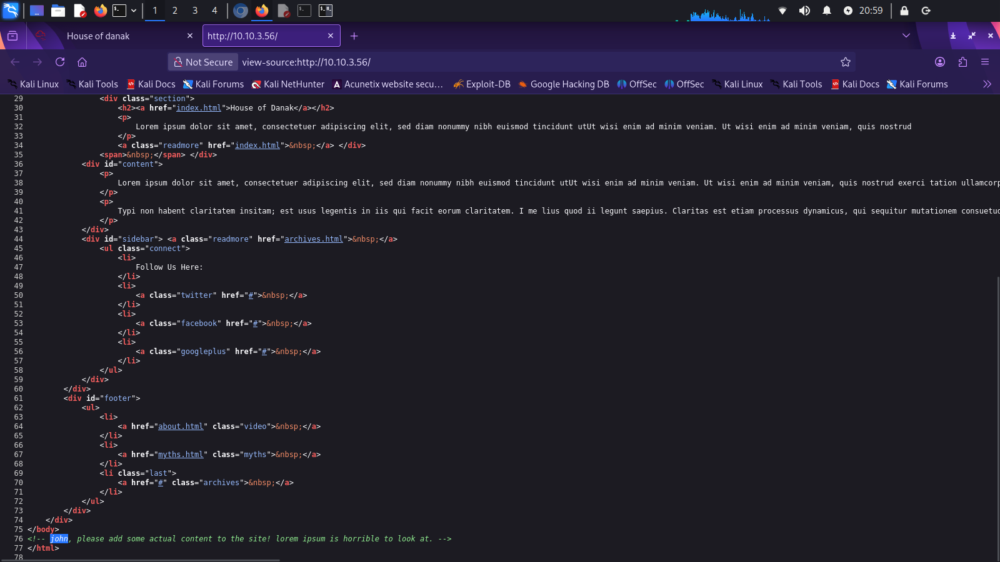 1 2 3 4 20:59
House of danak http://10.10.3.56/
Not Secure view-source:http://10.10.3.56/
Kali Linux Kali Tools Kali Docs Kali Forums Kali NetHunter Acunetix website secu… Exploit-DB Google Hacking DB OffSec OffSec Kali Linux Kali Tools Kali Docs Kali Forums
29 <div class="section">
30 <h2><a href="index.html">House of Danak</a></h2>
31 <p>
32 Lorem ipsum dolor sit amet, consectetuer adipiscing elit, sed diam nonummy nibh euismod tincidunt utUt wisi enim ad minim veniam. Ut wisi enim ad minim veniam, quis nostrud
33 </p>
34 <a class="readmore" href="index.html">&nbsp;</a> </div>
35 <span>&nbsp;</span> </div>
36 <div id="content">
37 <p>
38 Lorem ipsum dolor sit amet, consectetuer adipiscing elit, sed diam nonummy nibh euismod tincidunt utUt wisi enim ad minim veniam. Ut wisi enim ad minim veniam, quis nostrud exerci tation ullamcorp
39 </p>
40 <p>
41 Typi non habent claritatem insitam; est usus legentis in iis qui facit eorum claritatem. I me lius quod ii legunt saepius. Claritas est etiam processus dynamicus, qui sequitur mutationem consuetud
42 </p>
43 </div>
44 <div id="sidebar"> <a class="readmore" href="archives.html">&nbsp;</a>
45 <ul class="connect">
46 <li>
47 Follow Us Here:
48 </li>
49 <li>
50 <a class="twitter" href="#">&nbsp;</a>
51 </li>
52 <li>
53 <a class="facebook" href="#">&nbsp;</a>
54 </li>
55 <li>
56 <a class="googleplus" href="#">&nbsp;</a>
57 </li>
58 </ul>
59 </div>
60 </div>
61 <div id="footer">
62 <ul>
63 <li>
64 <a href="about.html" class="video">&nbsp;</a>
65 </li>
66 <li>
67 <a href="myths.html" class="myths">&nbsp;</a>
68 </li>
69 <li class="last">
70 <a href="#" class="archives">&nbsp;</a>
71 </li>
72 </ul>
73 </div>
74 </div>
75 </body>
76 <!-- john, please add some actual content to the site! lorem ipsum is horrible to look at. -->
77 </html>
78